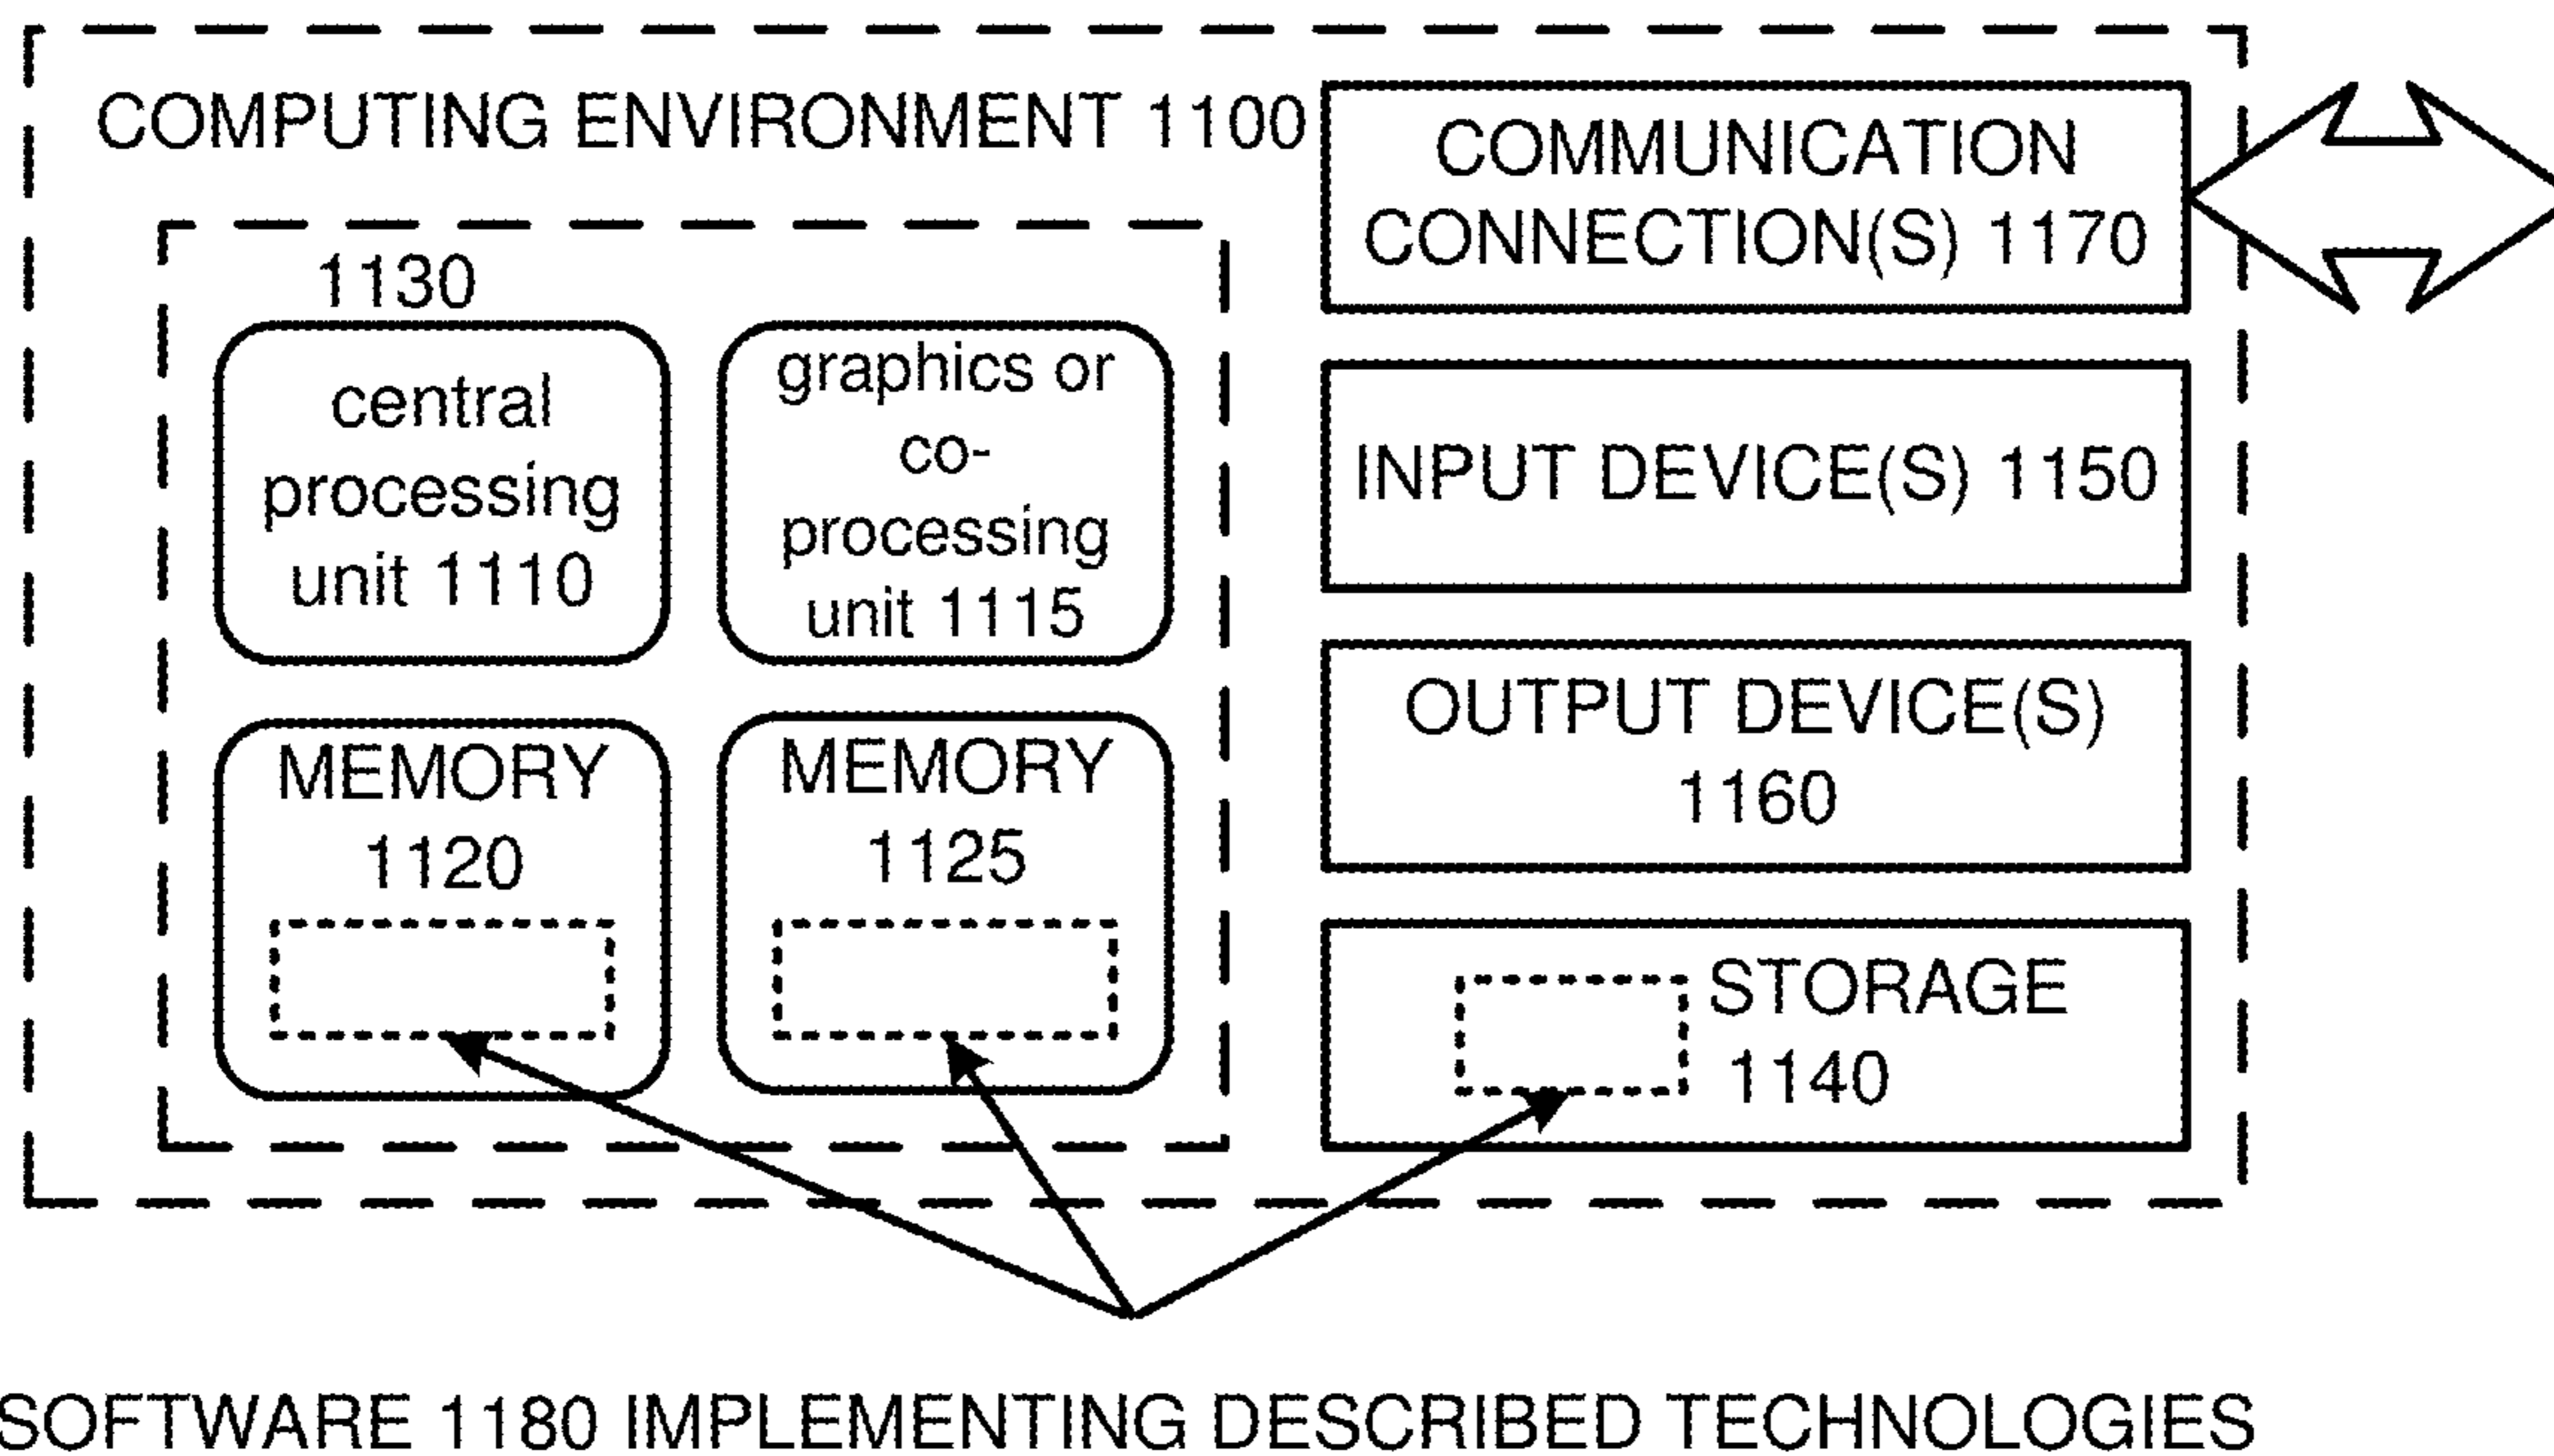 COMPUTING ENVIRONMENT 1100
1130
central
processing
unit 1110
graphics or
co-
processing
unit 1115
MEMORY
1120
MEMORY
1125
COMMUNICATION
CONNECTION(S) 1170
INPUT DEVICE(S) 1150
OUTPUT DEVICE(S)
1160
STORAGE
1140
SOFTWARE 1180 IMPLEMENTING DESCRIBED TECHNOLOGIES